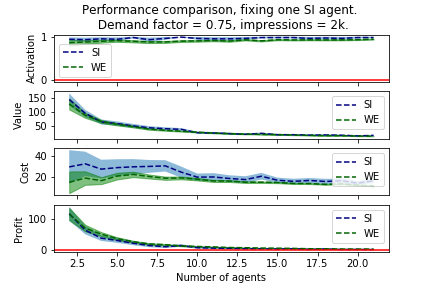 Performance comparison, fixing one SI agent.
Demand factor = 0.75, impressions = 2k.
Activation
1
0
SI
WE
Value
150
100
50
SI
WE
Cost
40
20
SI
WE
Profit
100
0
SI
WE
2.5 5.0 7.5 10.0 12.5 15.0 17.5 20.0
Number of agents